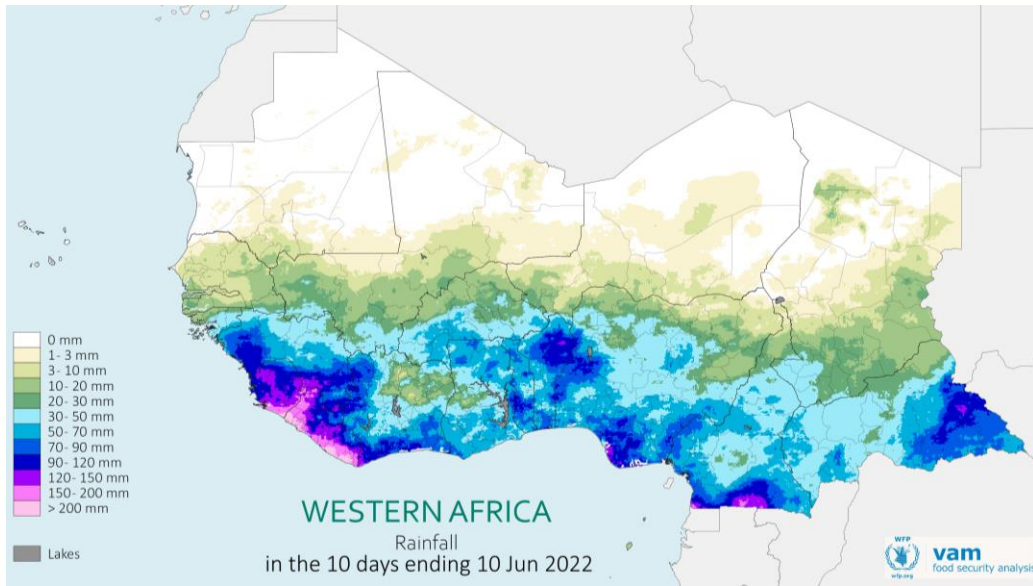 0 mm
1- 3 mm
3- 10 mm
10- 20 mm
20- 30 mm
30- 50 mm
50- 70 mm
70- 90 mm
90- 120 mm
120- 150 mm
150- 200 mm
> 200 mm
Lakes
WESTERN AFRICA
Rainfall
in the 10 days ending 10 Jun 2022
WFP
wfp.org
vam
food security analysis